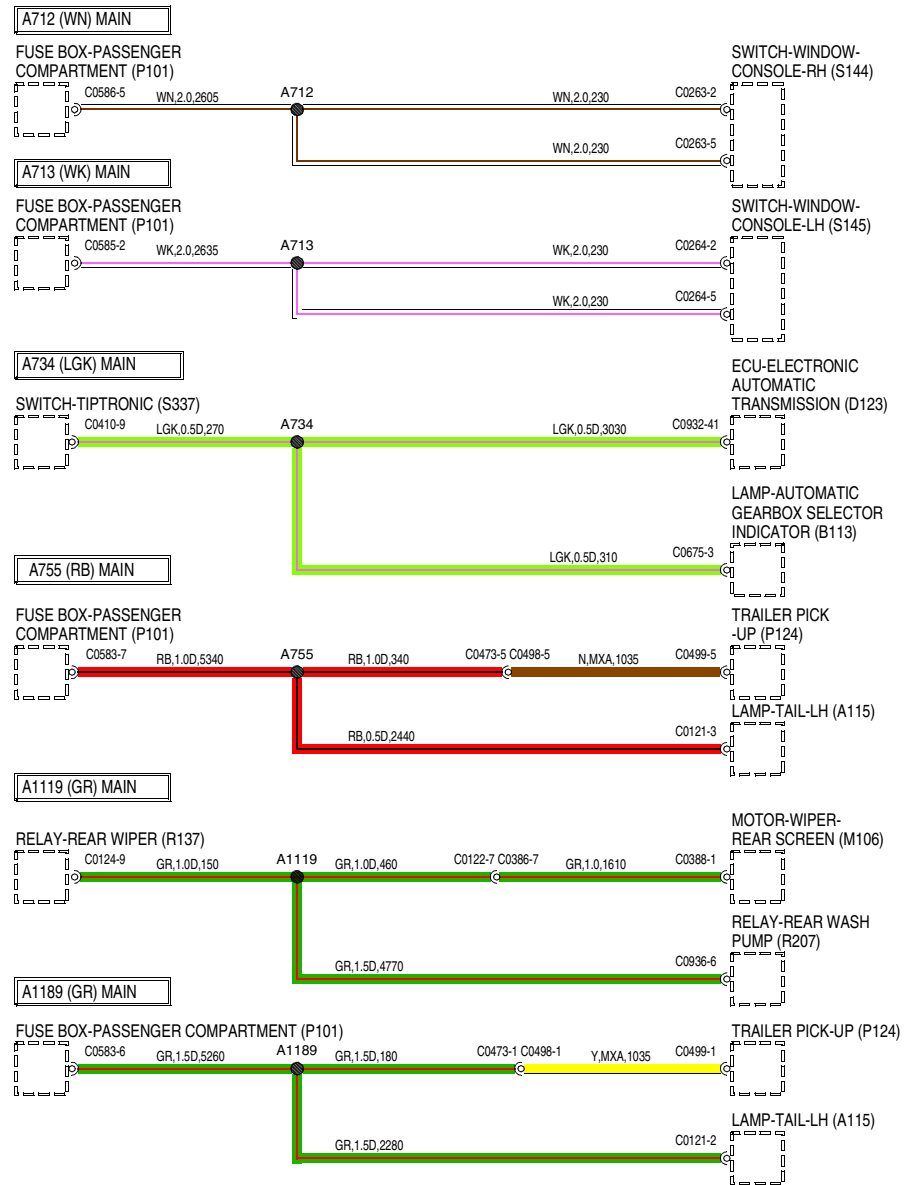 A712 (WN) MAIN
FUSE BOX-PASSENGER
COMPARTMENT (P101)
SWITCH-WINDOW-
CONSOLE-RH (S144)
C0586-5
WN,2.0,2605
A712
WN,2.0,230
C0263-2
WN,2.0,230
C0263-5
A713 (WK) MAIN
FUSE BOX-PASSENGER
COMPARTMENT (P101)
SWITCH-WINDOW-
CONSOLE-LH (S145)
C0585-2
WK,2.0,2635
A713
WK,2.0,230
C0264-2
WK,2.0,230
C0264-5
A734 (LGK) MAIN
SWITCH-TIPTRONIC (S337)
ECU-ELECTRONIC
AUTOMATIC
TRANSMISSION (D123)
C0410-9
LGK,0.5D,270
A734
LGK,0.5D,3030
C0932-41
LAMP-AUTOMATIC
GEARBOX SELECTOR
INDICATOR (B113)
LGK,0.5D,310
C0675-3
A755 (RB) MAIN
FUSE BOX-PASSENGER
COMPARTMENT (P101)
TRAILER PICK
-UP (P124)
C0583-7
RB,1.0D,5340
A755
RB,1.0D,340
C0473-5 C0498-5
N,MXA,1035
C0499-5
LAMP-TAIL-LH (A115)
RB,0.5D,2440
C0121-3
A1119 (GR) MAIN
RELAY-REAR WIPER (R137)
MOTOR-WIPER-
REAR SCREEN (M106)
C0124-9
GR,1.0D,150
A1119
GR,1.0D,460
C0122-7 C0386-7
GR,1.0,1610
C0388-1
RELAY-REAR WASH
PUMP (R207)
GR,1.5D,4770
C0936-6
A1189 (GR) MAIN
FUSE BOX-PASSENGER COMPARTMENT (P101)
TRAILER PICK-UP (P124)
C0583-6
GR,1.5D,5260
A1189
GR,1.5D,180
C0473-1 C0498-1
Y,MXA,1035
C0499-1
LAMP-TAIL-LH (A115)
GR,1.5D,2280
C0121-2